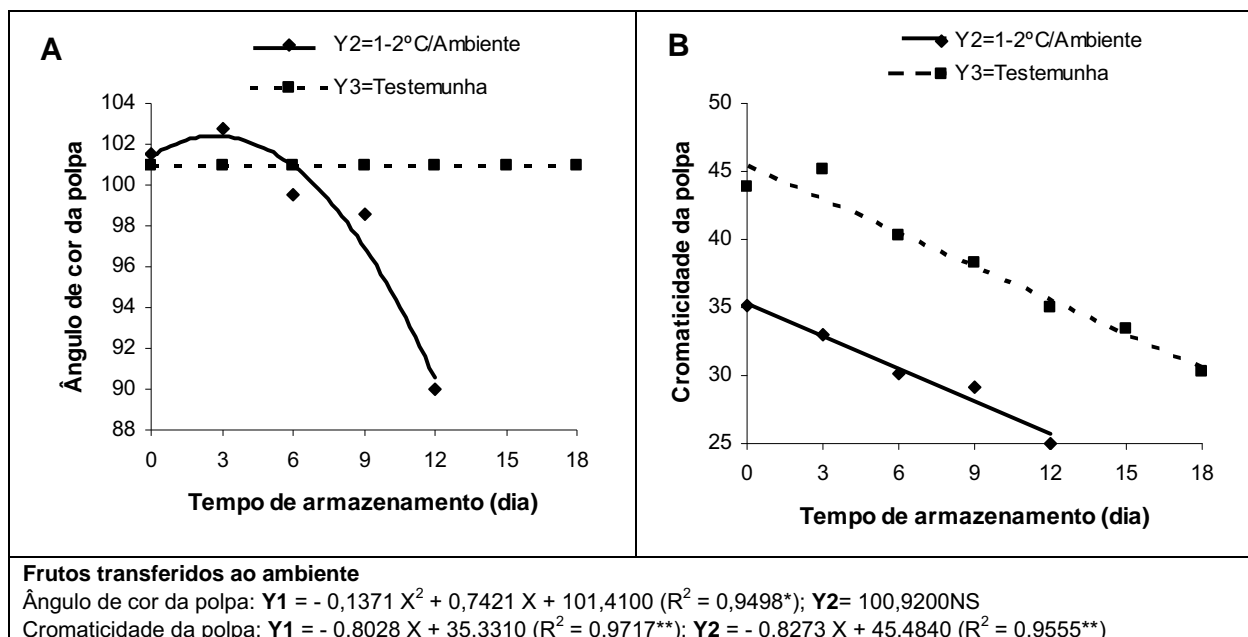 A
Y2=1-2ºC/Ambiente
Y3=Testemunha
Ângulo de cor da polpa
104
102
100
98
96
94
92
90
88
0 3 6 9 12 15 18
Tempo de armazenamento (dia)
B
Y2=1-2ºC/Ambiente
Y3=Testemunha
Cromaticidade da polpa
50
45
40
35
30
25
0 3 6 9 12 15 18
Tempo de armazenamento (dia)
Frutos transferidos ao ambiente
Ângulo de cor da polpa: Y1 = - 0,1371 X² + 0,7421 X + 101,4100 (R² = 0,9498*); Y2= 100,9200NS
Cromaticidade da polpa: Y1 = - 0,8028 X + 35,3310 (R² = 0,9717**); Y2 = - 0,8273 X + 45,4840 (R² = 0,9555**)